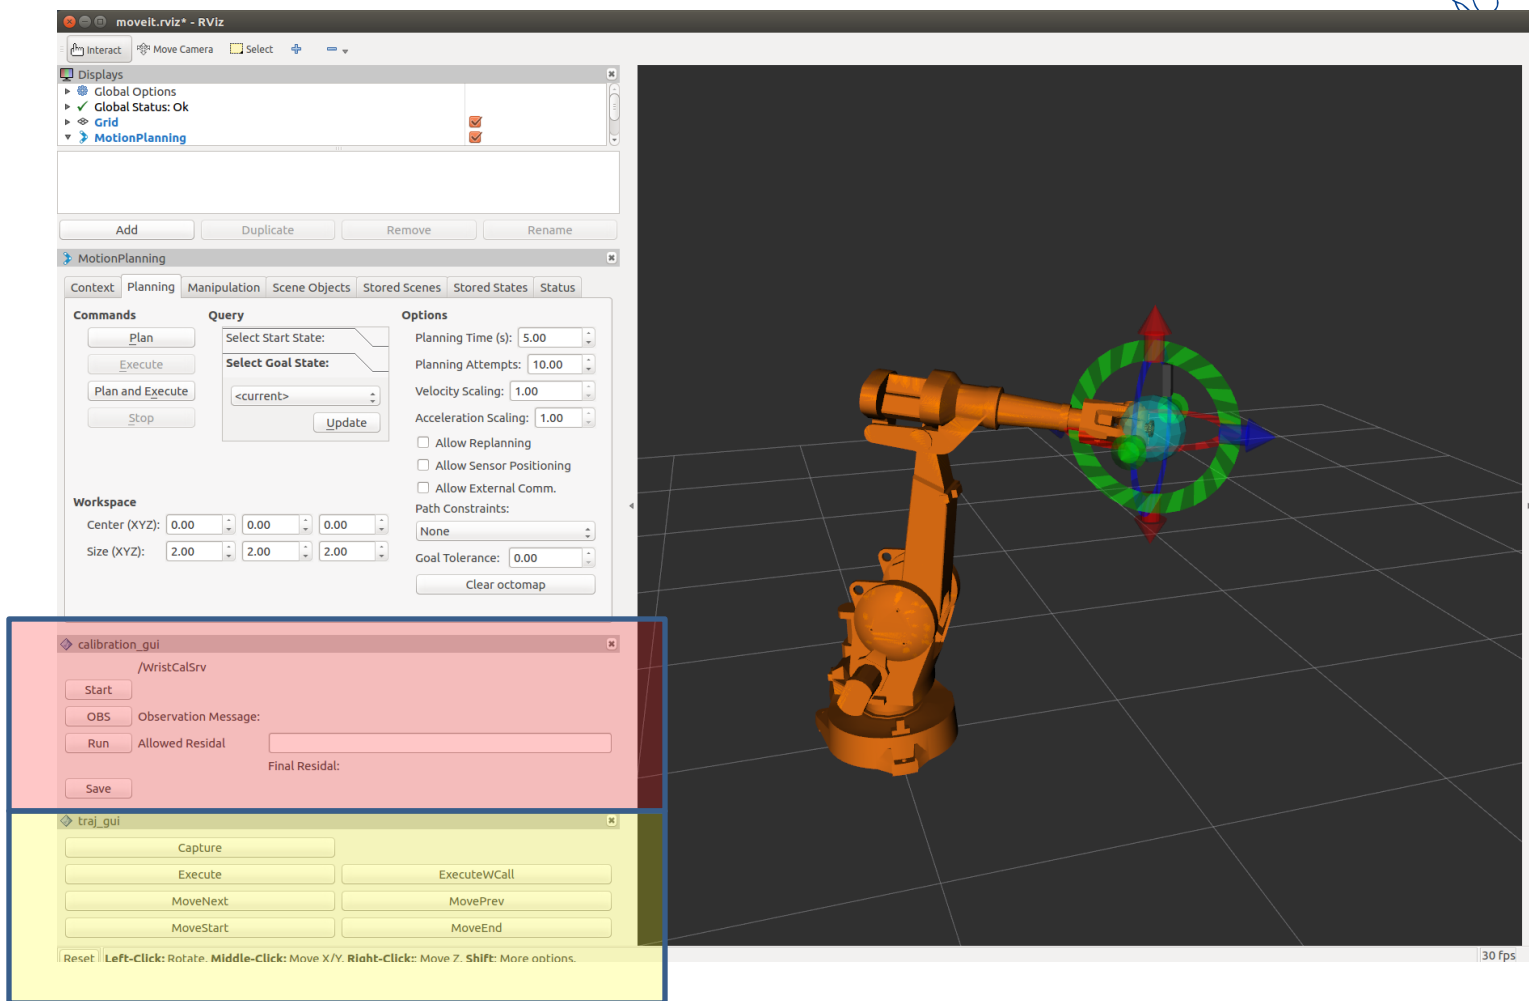 moveit.rviz* - RViz
Interact Move Camera Select
Displays
Global Options
Global Status: Ok
Grid
MotionPlanning
Add Duplicate Remove Rename
MotionPlanning
Context Planning Manipulation Scene Objects Stored Scenes Stored States Status
Commands Query Options
Plan Select Start State: Planning Time (s): 5.00
Execute Select Goal State: Planning Attempts: 10.00
Plan and Execute <current> Velocity Scaling: 1.00
Stop Update Acceleration Scaling: 1.00
Allow Replanning
Allow Sensor Positioning
Allow External Comm.
Workspace Path Constraints:
Center (XYZ): 0.00 0.00 0.00 None
Size (XYZ): 2.00 2.00 2.00 Goal Tolerance: 0.00
Clear octomap
calibration_gui
/WristCalSrv
Start
OBS Observation Message:
Run Allowed Residal
Final Residal:
Save
traj_gui
Capture
Execute ExecuteWCall
MoveNext MovePrev
MoveStart MoveEnd
Reset Left-Click: Rotate. Middle-Click: Move X/Y. Right-Click:: Move Z. Shift: More options. 30 fps